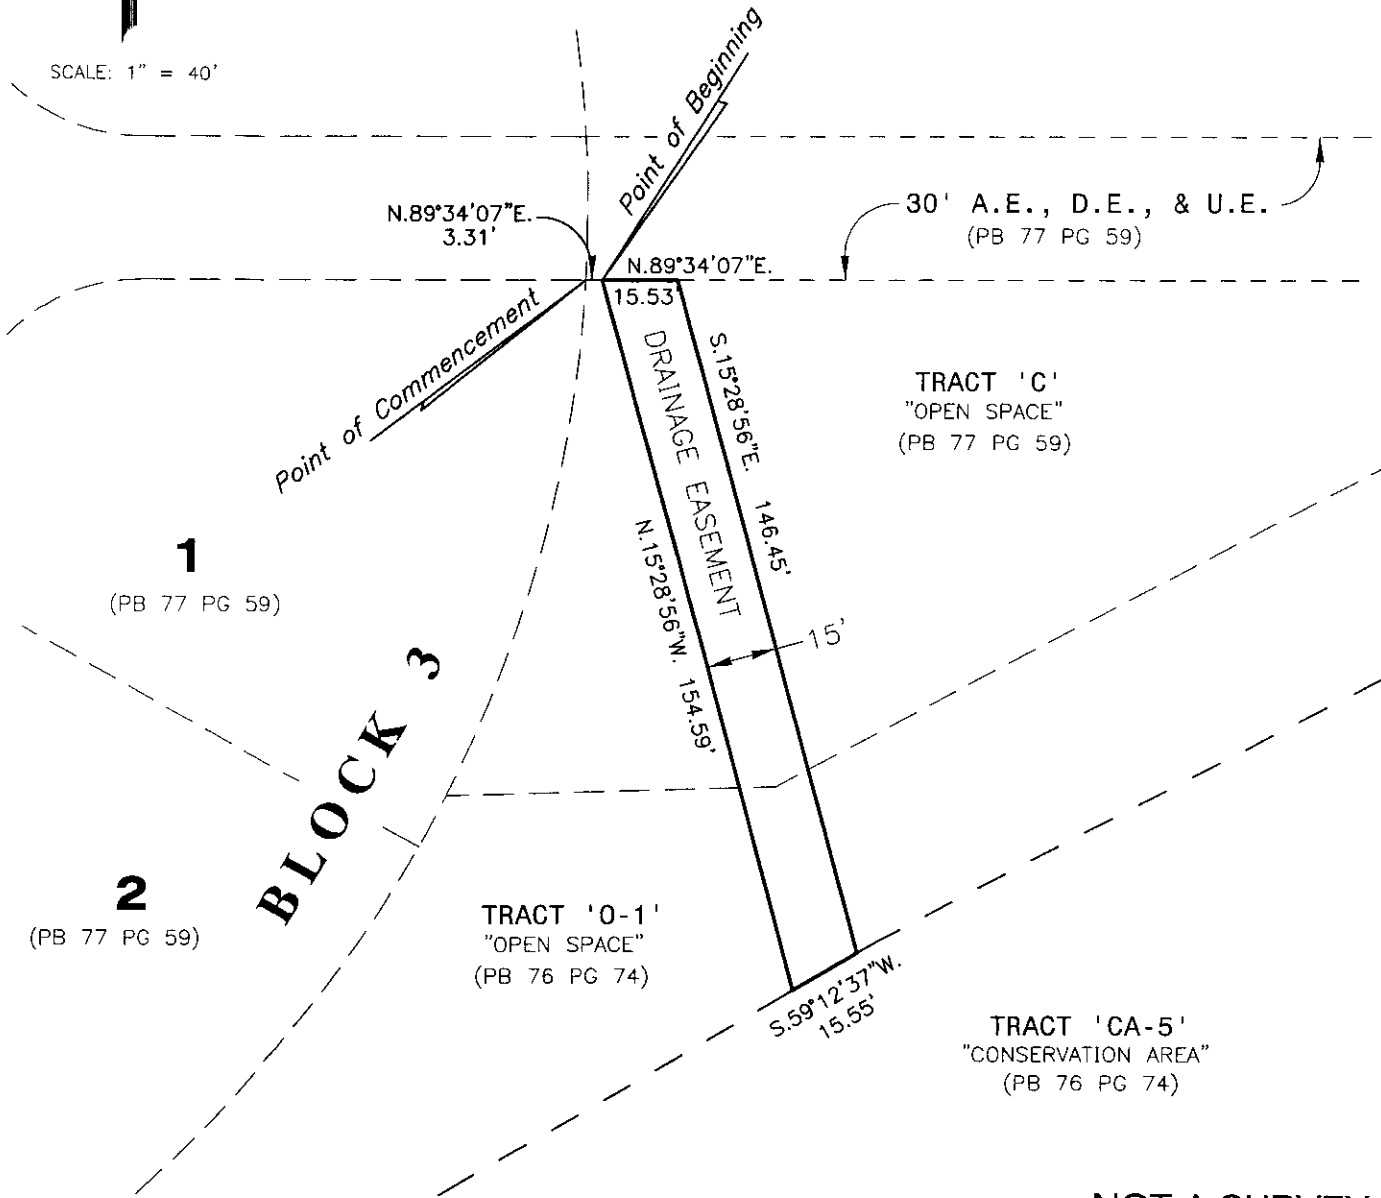 SCALE: 1" = 40'
Point of Beginning
N.89°34'07"E.
3.31'
30' A.E., D.E., & U.E.
(PB 77 PG 59)
N.89°34'07"E.
15.53'
Point of Commencement
DRAINAGE EASEMENT
S.15°28'56"E. 146.45'
TRACT 'C'
"OPEN SPACE"
(PB 77 PG 59)
1
(PB 77 PG 59)
N.15°28'56"W. 154.59'
15'
BLOCK 3
2
(PB 77 PG 59)
TRACT 'O-1'
"OPEN SPACE"
(PB 76 PG 74)
S.59°12'37"W.
15.55'
TRACT 'CA-5'
"CONSERVATION AREA"
(PB 76 PG 74)
NOT A SURVEY